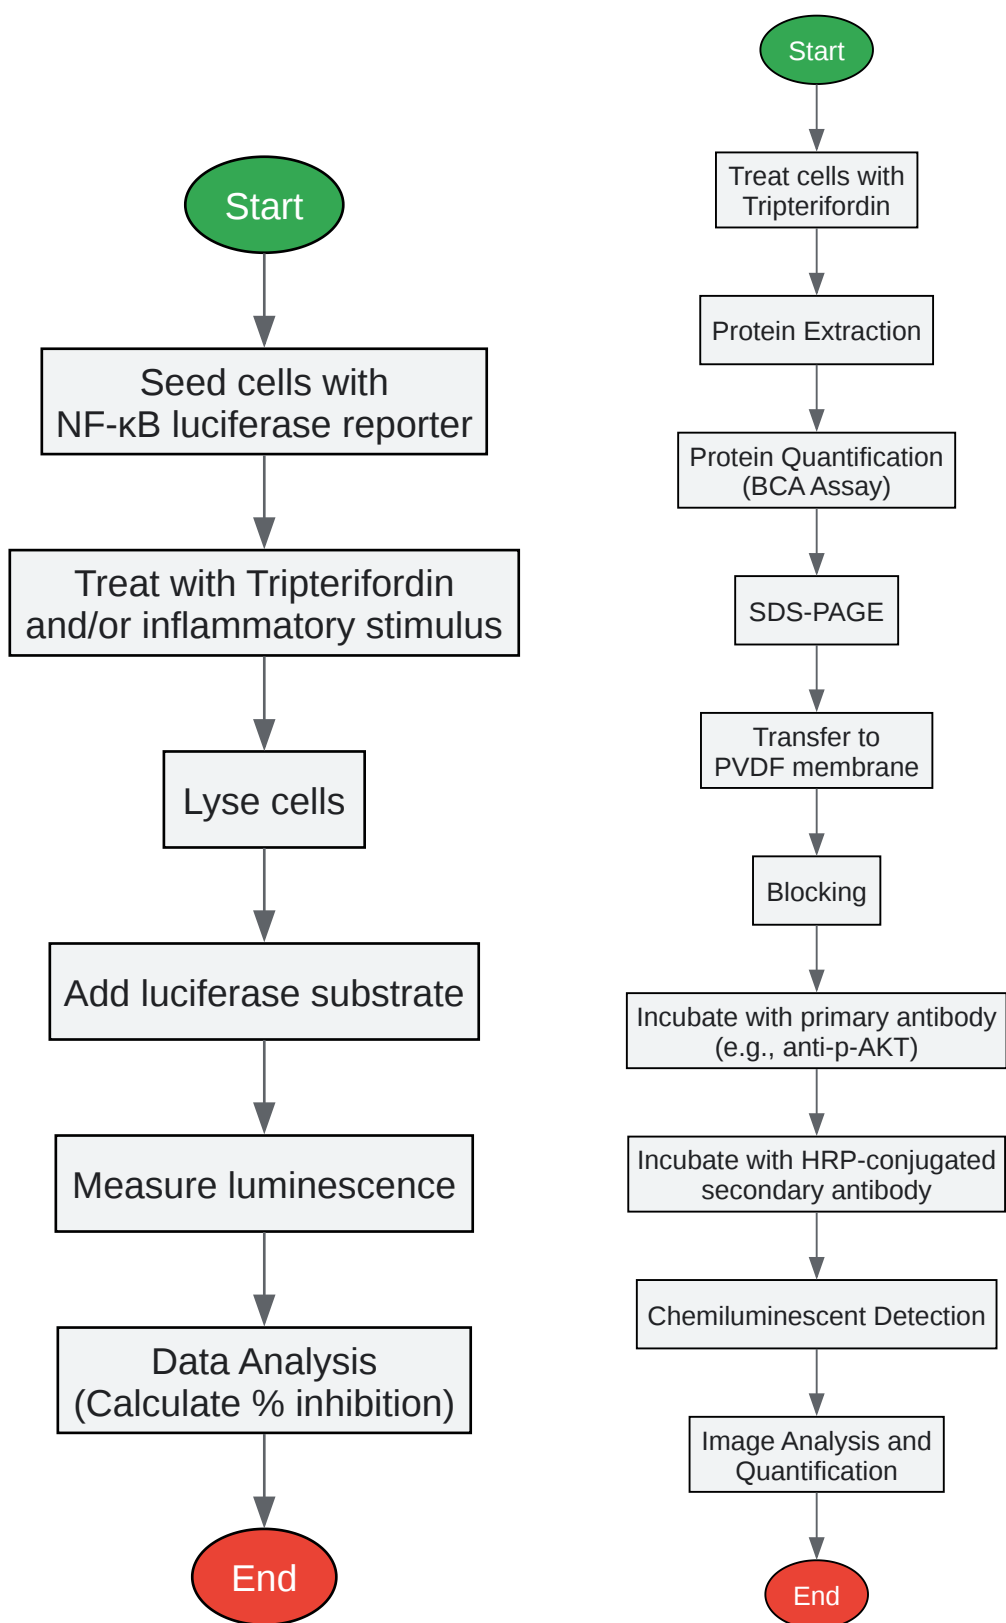 Start
Seed cells with
NF-κB luciferase reporter
Treat with Tripterifordin
and/or inflammatory stimulus
Lyse cells
Add luciferase substrate
Measure luminescence
Data Analysis
(Calculate % inhibition)
End
Start
Treat cells with
Tripterifordin
Protein Extraction
Protein Quantification
(BCA Assay)
SDS-PAGE
Transfer to
PVDF membrane
Blocking
Incubate with primary antibody
(e.g., anti-p-AKT)
Incubate with HRP-conjugated
secondary antibody
Chemiluminescent Detection
Image Analysis and
Quantification
End